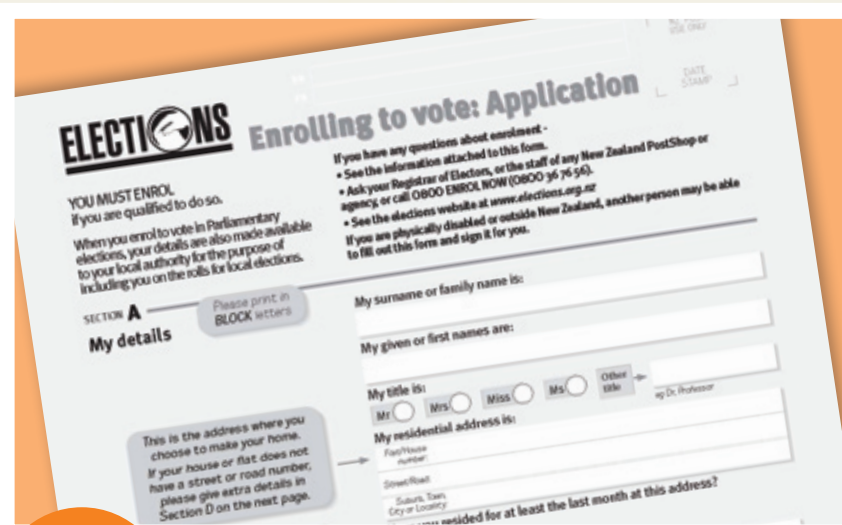 USE ONLY
DATE
STAMP
ELECTIONS
Enrolling to vote: Application
YOU MUST ENROL
if you are qualified to do so.
When you enrol to vote in Parliamentary
elections, your details are also made available
to your local authority for the purpose of
including you on the rolls for local elections.
If you have any questions about enrolment -
• See the information attached to this form.
• Ask your Registrar of Electors, or the staff of any New Zealand PostShop or
agency, or call 0800 ENROL NOW (0800 36 76 56).
• See the elections website at www.elections.org.nz
If you are physically disabled or outside New Zealand, another person may be able
to fill out this form and sign it for you.
SECTION A
Please print in
BLOCK letters
My details
My surname or family name is:
My given or first names are:
My title is:
Mr Mrs Miss Ms Other
title
eg Dr, Professor
This is the address where you
choose to make your home.
If your house or flat does not
have a street or road number,
please give extra details in
Section D on the next page.
My residential address is:
Flat/House
number:
Street/Road:
Suburb, Town,
City or Locality:
resided for at least the last month at this address?